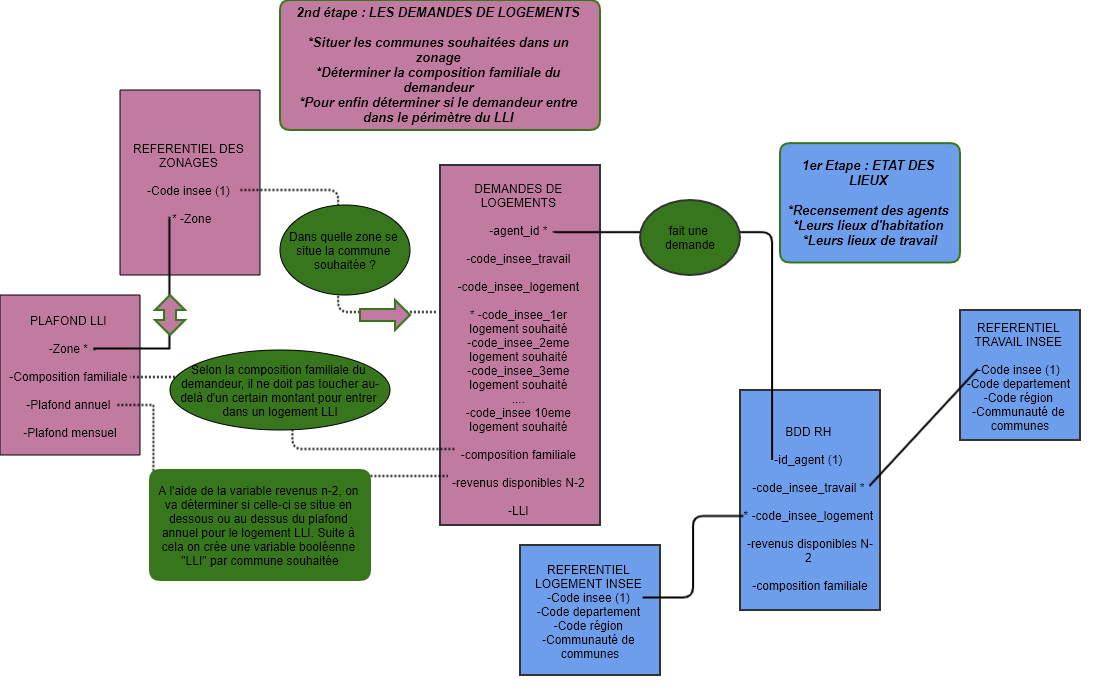 2nd étape : LES DEMANDES DE LOGEMENTS
*Situer les communes souhaitées dans un
zonage
*Déterminer la composition familiale du
demandeur
*Pour enfin déterminer si le demandeur entre
dans le périmètre du LLI
REFERENTIEL DES
ZONAGES
-Code insee (1)
* -Zone
Dans quelle zone se
situe la commune
souhaitée ?
DEMANDES DE
LOGEMENTS
-agent_id *
-code_insee_travail
-code_insee_logement
* -code_insee_1er
logement souhaité
-code_insee_2eme
logement souhaité
-code_insee_3eme
logement souhaité
....
-code_insee 10eme
logement souhaité
-composition familiale
-revenus disponibles N-2
-LLI
fait une
demande
1er Etape : ETAT DES
LIEUX
*Recensement des agents
*Leurs lieux d'habitation
*Leurs lieux de travail
PLAFOND LLI
-Zone *
-Composition familiale
-Plafond annuel
-Plafond mensuel
Selon la composition familiale du
demandeur, il ne doit pas toucher au-
delà d'un certain montant pour entrer
dans un logement LLI
A l'aide de la variable revenus n-2, on
va déterminer si celle-ci se situe en
dessous ou au dessus du plafond
annuel pour le logement LLI. Suite à
cela on crée une variable booléenne
"LLI" par commune souhaitée
REFERENTIEL
TRAVAIL INSEE
-Code insee (1)
-Code departement
-Code région
-Communauté de
communes
BDD RH
-id_agent (1)
-code_insee_travail *
* -code_insee_logement
-revenus disponibles N-
2
-composition familiale
REFERENTIEL
LOGEMENT INSEE
-Code insee (1)
-Code departement
-Code région
-Communauté de
communes